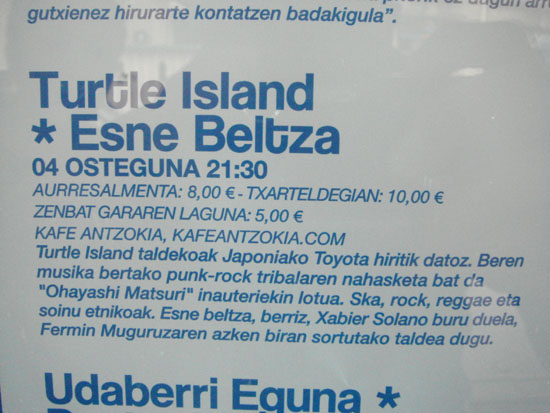 gutxienez hirurarte kontatzen badakigula".
Turtle Island
* Esne Beltza
04 OSTEGUNA 21:30
AURRESALMENTA: 8,00 € - TXARTELDEGIAN: 10,00 €
ZENBAT GARAREN LAGUNA: 5,00 €
KAFE ANTZOKIA, KAFEANTZOKIA.COM
Turtle Island taldekoak Japoniako Toyota hiritik datoz. Beren
musika bertako punk-rock tribalaren nahasketa bat da
"Ohayashi Matsuri" inauteriekin lotua. Ska, rock, reggae eta
soinu etnikoak. Esne beltza, berriz, Xabier Solano buru duela,
Fermin Muguruzaren azken biran sortutako taldea dugu.
Udaberri Eguna *